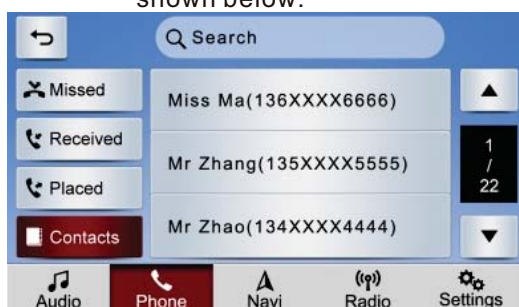 shown below:
Search
Missed
Miss Ma(136XXXX6666)
Received
Mr Zhang(135XXXX5555)
1
/
22
Placed
Mr Zhao(134XXXX4444)
Contacts
Audio
Phone
Navi
Radio
Settings